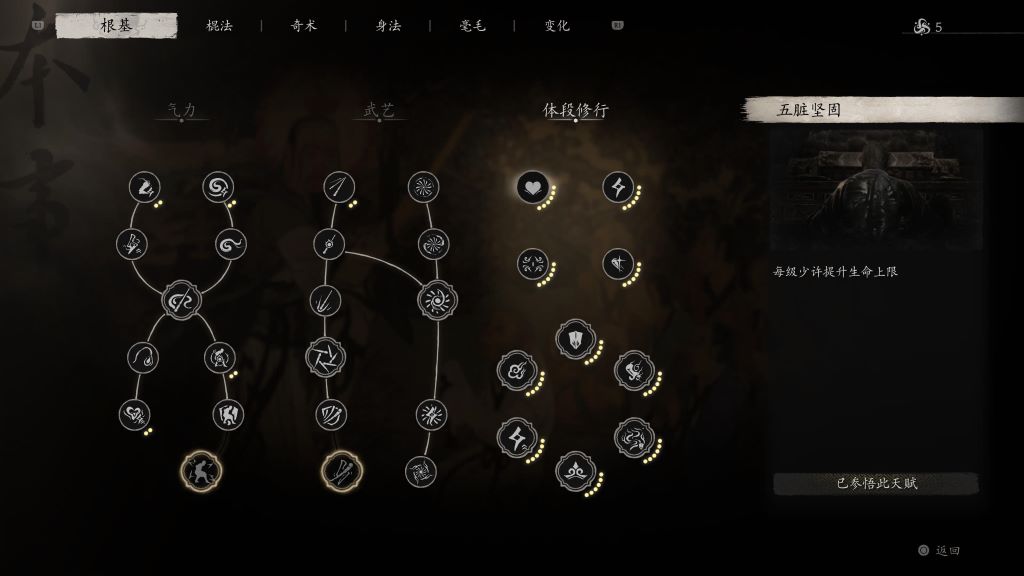 L1 根基 棍法 奇术 身法 毫毛 变化 R1 5
气力 武艺 体段修行 五脏坚固
每级少许提升生命上限
已参悟此天赋
返回